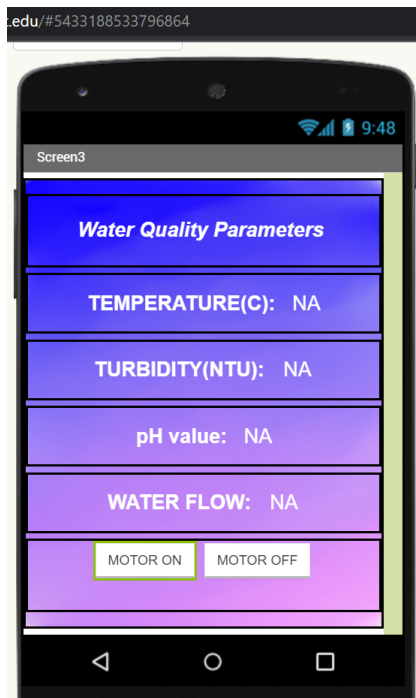 t.edu/#5433188533796864
9:48
Screen3
Water Quality Parameters
TEMPERATURE(C): NA
TURBIDITY(NTU): NA
pH value: NA
WATER FLOW: NA
MOTOR ON MOTOR OFF